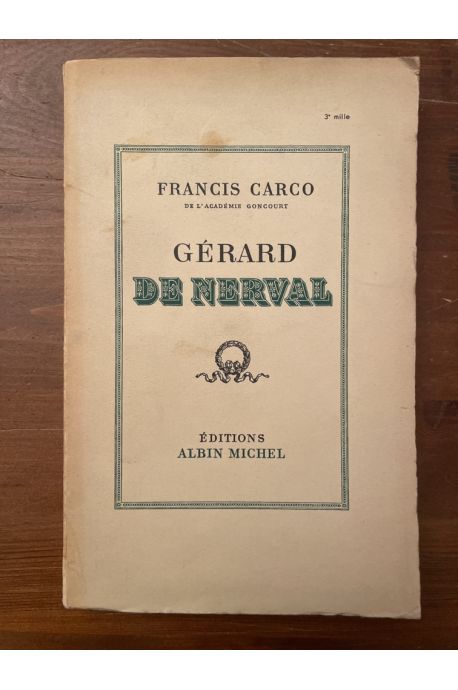 3e mille
FRANCIS CARCO
DE L'ACADÉMIE GONCOURT
GÉRARD
DE NERVAL
ÉDITIONS
ALBIN MICHEL